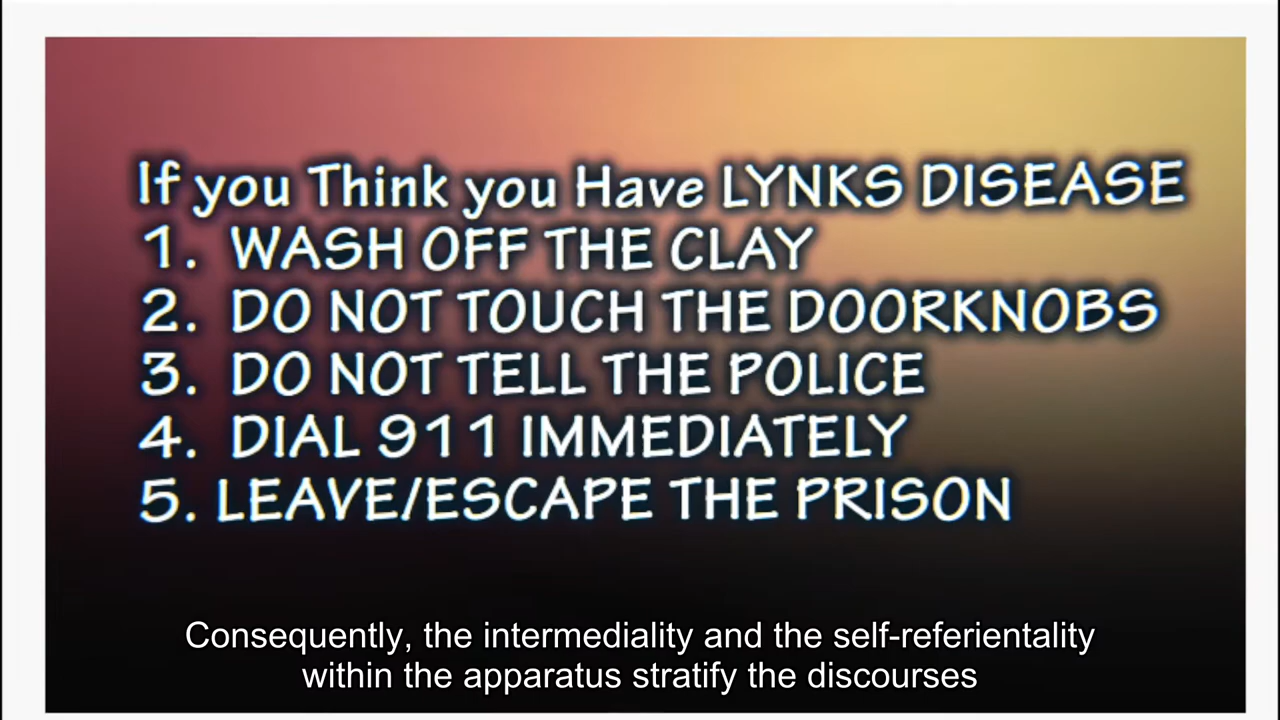 If you Think you Have LYNKS DISEASE
1. WASH OFF THE CLAY
2. DO NOT TOUCH THE DOORKNOBS
3. DO NOT TELL THE POLICE
4. DIAL 911 IMMEDIATELY
5. LEAVE/ESCAPE THE PRISON
Consequently, the intermediality and the self-referientality
within the apparatus stratify the discourses